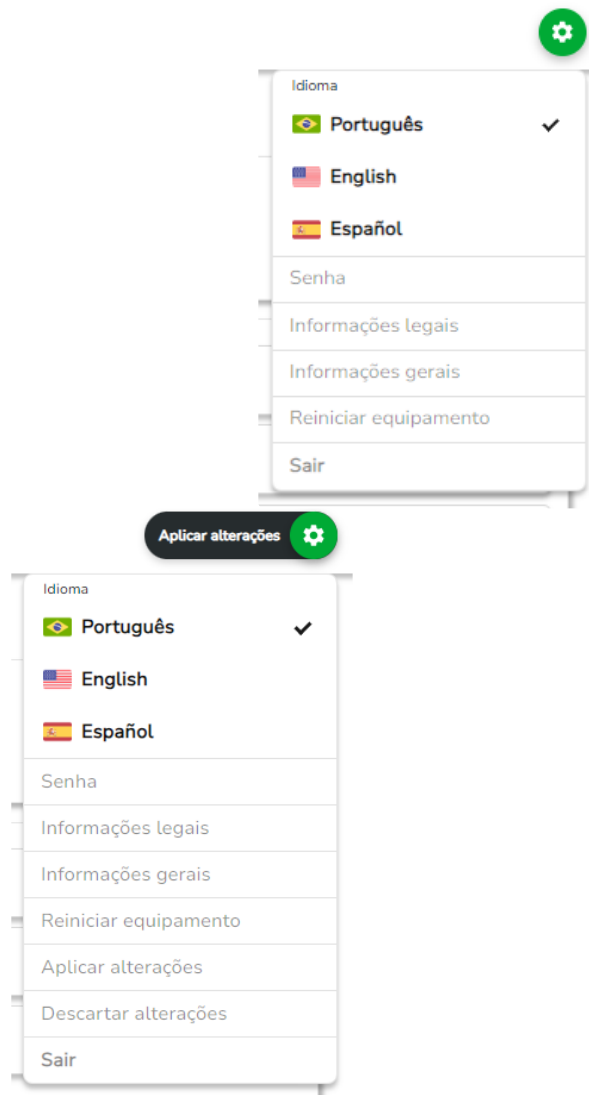 Idioma
Português
English
Español
Senha
Informações legais
Informações gerais
Reiniciar equipamento
Sair
Aplicar alterações
Idioma
Português
English
Español
Senha
Informações legais
Informações gerais
Reiniciar equipamento
Aplicar alterações
Descartar alterações
Sair